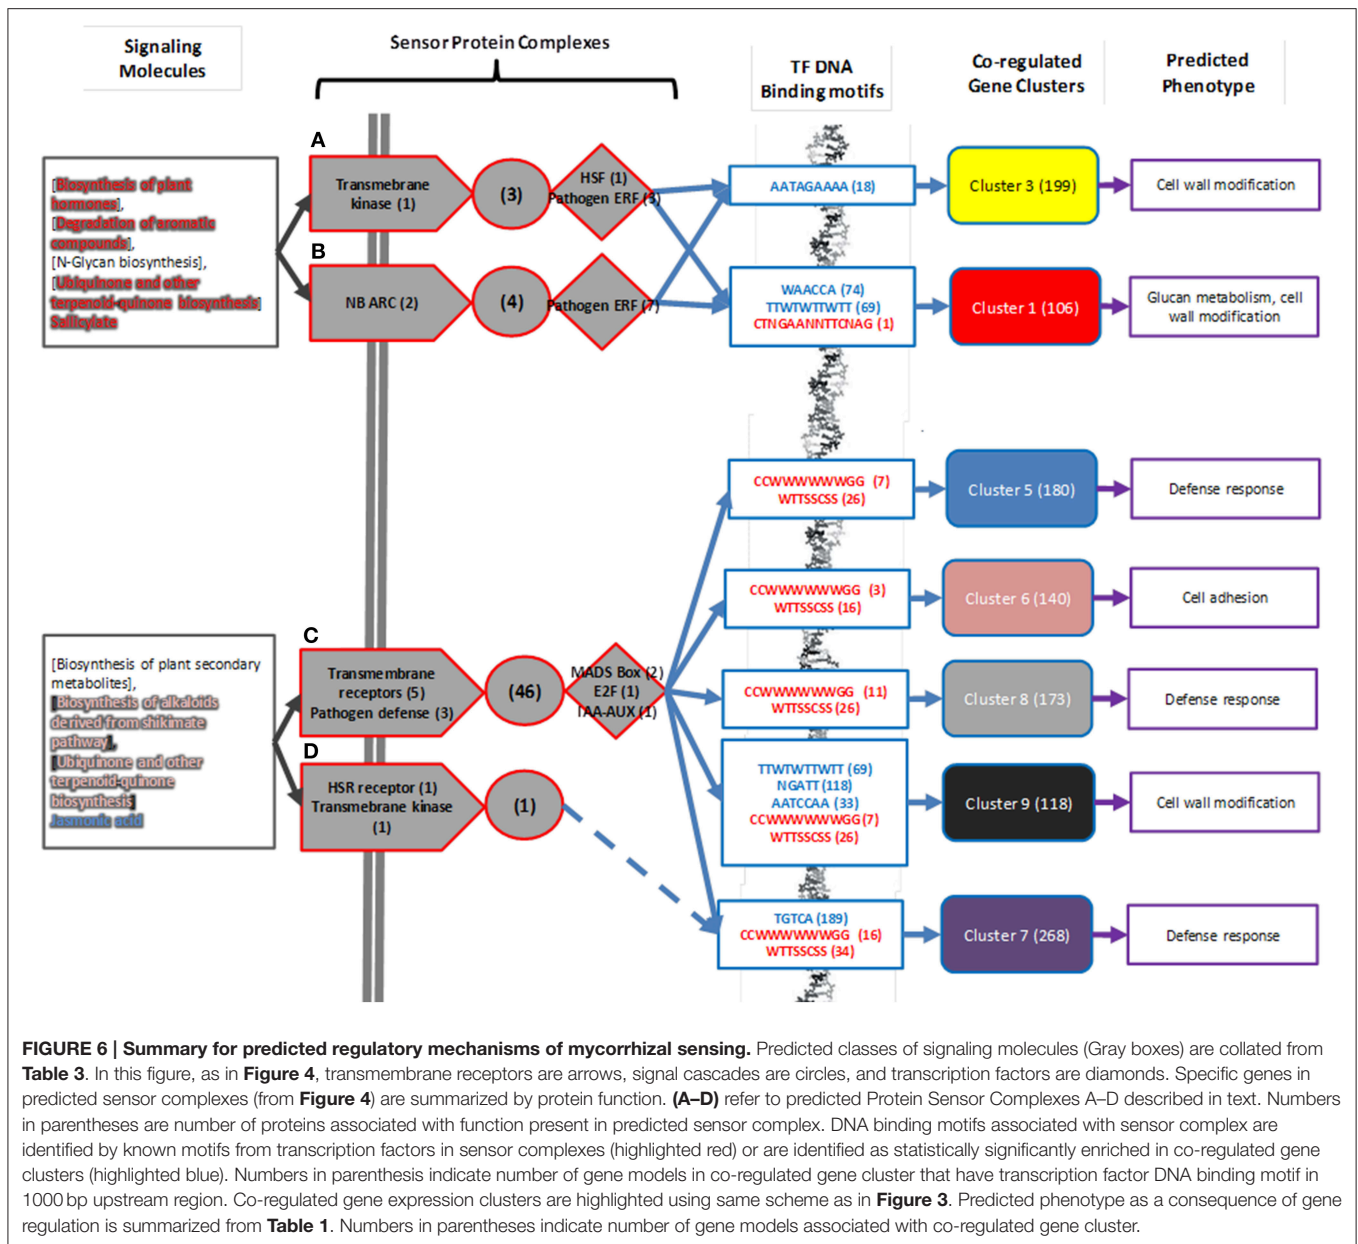 Signaling
Molecules
Sensor Protein Complexes
TF DNA
Binding motifs
Co-regulated
Gene Clusters
Predicted
Phenotype
[Biosynthesis of plant
hormones],
[Degradation of aromatic
compounds],
[N-Glycan biosynthesis],
[Ubiquinone and other
terpenoid-quinone biosynthesis]
Salicylate
A
Transmebrane
kinase (1)
(3)
HSF (1)
Pathogen ERF (3)
B
NB ARC (2)
(4)
Pathogen ERF (7)
AATAGAAAA (18)
Cluster 3 (199)
Cell wall modification
WAACCA (74)
TTWTWTTWTT (69)
CTNGAANNTTCNAG (1)
Cluster 1 (106)
Glucan metabolism, cell
wall modification
CCWWWWWWGG (7)
WTTSSCSS (26)
Cluster 5 (180)
Defense response
CCWWWWWWGG (3)
WTTSSCSS (16)
Cluster 6 (140)
Cell adhesion
[Biosynthesis of plant secondary
metabolites],
[Biosynthesis of alkaloids
derived from shikimate
pathway],
[Ubiquinone and other
terpenoid-quinone
biosynthesis]
Jasmonic acid
C
Transmembrane
receptors (5)
Pathogen defense (3)
(46)
MADS Box (2)
E2F (1)
IAA-AUX (1)
D
HSR receptor (1)
Transmebrane kinase
(1)
(1)
CCWWWWWWGG (11)
WTTSSCSS (26)
Cluster 8 (173)
Defense response
TTWTWTTWTT (69)
NGATT (118)
AATCCAA (33)
CCWWWWWWGG(7)
WTTSSCSS (26)
Cluster 9 (118)
Cell wall modification
TGTCA (189)
CCWWWWWWGG (16)
WTTSSCSS (34)
Cluster 7 (268)
Defense response
FIGURE 6 | Summary for predicted regulatory mechanisms of mycorrhizal sensing. Predicted classes of signaling molecules (Gray boxes) are collated from
Table 3. In this figure, as in Figure 4, transmembrane receptors are arrows, signal cascades are circles, and transcription factors are diamonds. Specific genes in
predicted sensor complexes (from Figure 4) are summarized by protein function. (A–D) refer to predicted Protein Sensor Complexes A–D described in text. Numbers
in parentheses are number of proteins associated with function present in predicted sensor complex. DNA binding motifs associated with sensor complex are
identified by known motifs from transcription factors in sensor complexes (highlighted red) or are identified as statistically significantly enriched in co-regulated gene
clusters (highlighted blue). Numbers in parenthesis indicate number of gene models in co-regulated gene cluster that have transcription factor DNA binding motif in
1000 bp upstream region. Co-regulated gene expression clusters are highlighted using same scheme as in Figure 3. Predicted phenotype as a consequence of gene
regulation is summarized from Table 1. Numbers in parentheses indicate number of gene models associated with co-regulated gene cluster.